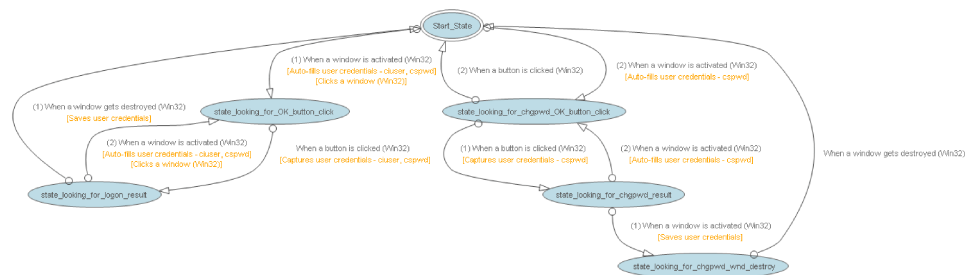 Start_State
(1) When a window is activated (Win32)
[Auto-fills user credentials - ciuser, cspwd]
[Clicks a window (Win32)]
(2) When a button is clicked (Win32)
(2) When a window is activated (Win32)
[Auto-fills user credentials - cspwd]
(1) When a window gets destroyed (Win32)
[Saves user credentials]
state_looking_for_OK_button_click
state_looking_for_chgpwd_OK_button_click
(2) When a window is activated (Win32)
[Auto-fills user credentials - ciuser, cspwd]
[Clicks a window (Win32)]
When a button is clicked (Win32)
[Captures user credentials - ciuser, cspwd]
(1) When a button is clicked (Win32)
[Captures user credentials - cspwd]
(2) When a window is activated (Win32)
[Auto-fills user credentials - cspwd]
When a window gets destroyed (Win32)
state_looking_for_logon_result
state_looking_for_chgpwd_result
(1) When a window is activated (Win32)
[Saves user credentials]
state_looking_for_chgpwd_wnd_destroy